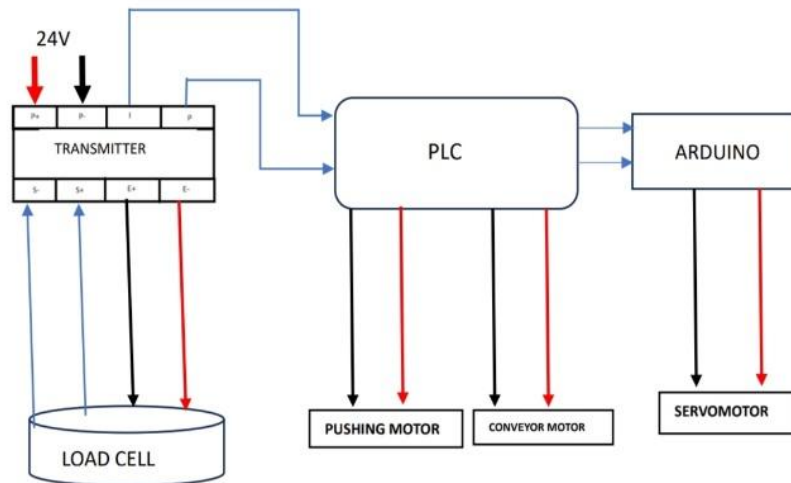 24V
P+ P- I P
TRANSMITTER
S- S+ E+ E-
LOAD CELL
PLC
ARDUINO
PUSHING MOTOR
CONVEYOR MOTOR
SERVOMOTOR